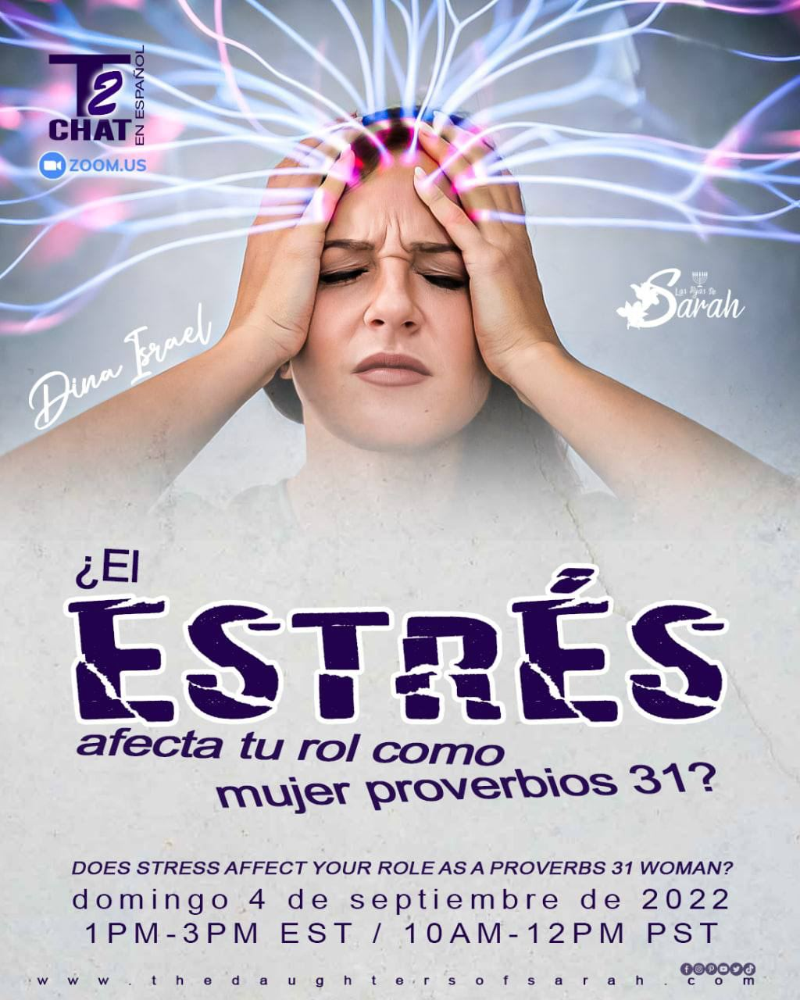 T2
CHAT
EN ESPAÑOL
ZOOM.US
Las Hijas De
Sarah
Dina Israel
¿El
ESTRÉS
afecta tu rol como
mujer proverbios 31?
DOES STRESS AFFECT YOUR ROLE AS A PROVERBS 31 WOMAN?
domingo 4 de septiembre de 2022
1PM-3PM EST / 10AM-12PM PST
www.thedaughtersofsarah.com